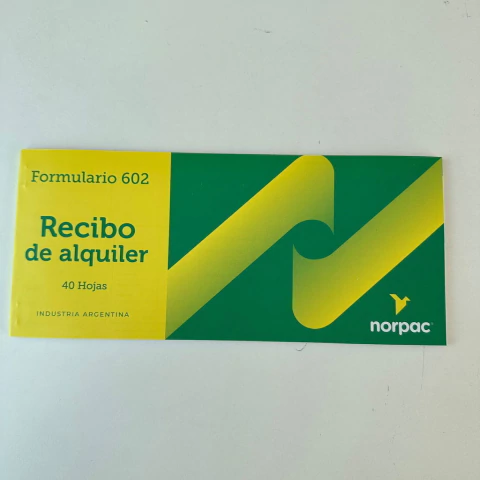 Formulario 602
Recibo
de alquiler
40 Hojas
INDUSTRIA ARGENTINA
norpac